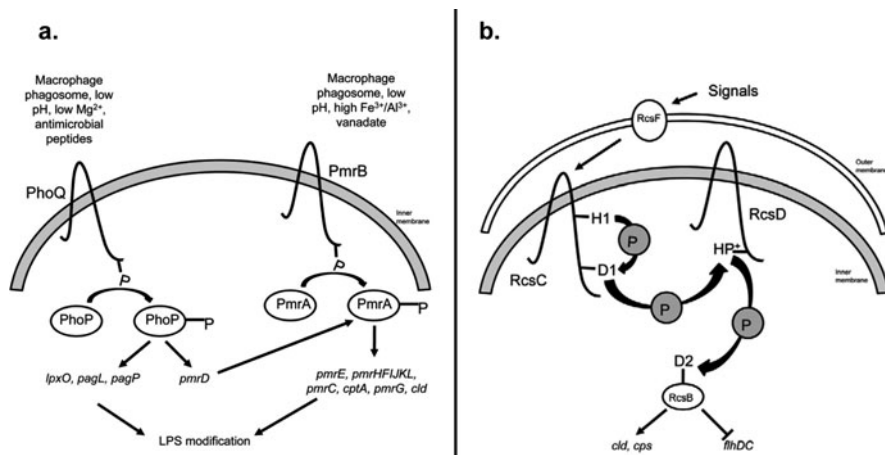 a.
Macrophage
phagosome, low
pH, low Mg²⁺,
antimicrobial
peptides
Macrophage
phagosome, low
pH, high Fe³⁺/Al³⁺,
vanadate
PhoQ
PmrB
Inner
membrane
P
P
PhoP
PhoP
P
PmrA
PmrA
P
lpxO, pagL, pagP
pmrD
pmrE, pmrHFIJKL,
pmrC, cptA, pmrG, cld
LPS modification
b.
Signals
RcsF
Outer
membrane
H1
P
RcsD
HP⁺
RcsC
D1
Inner
membrane
P
P
D2
RcsB
cld, cps
flhDC